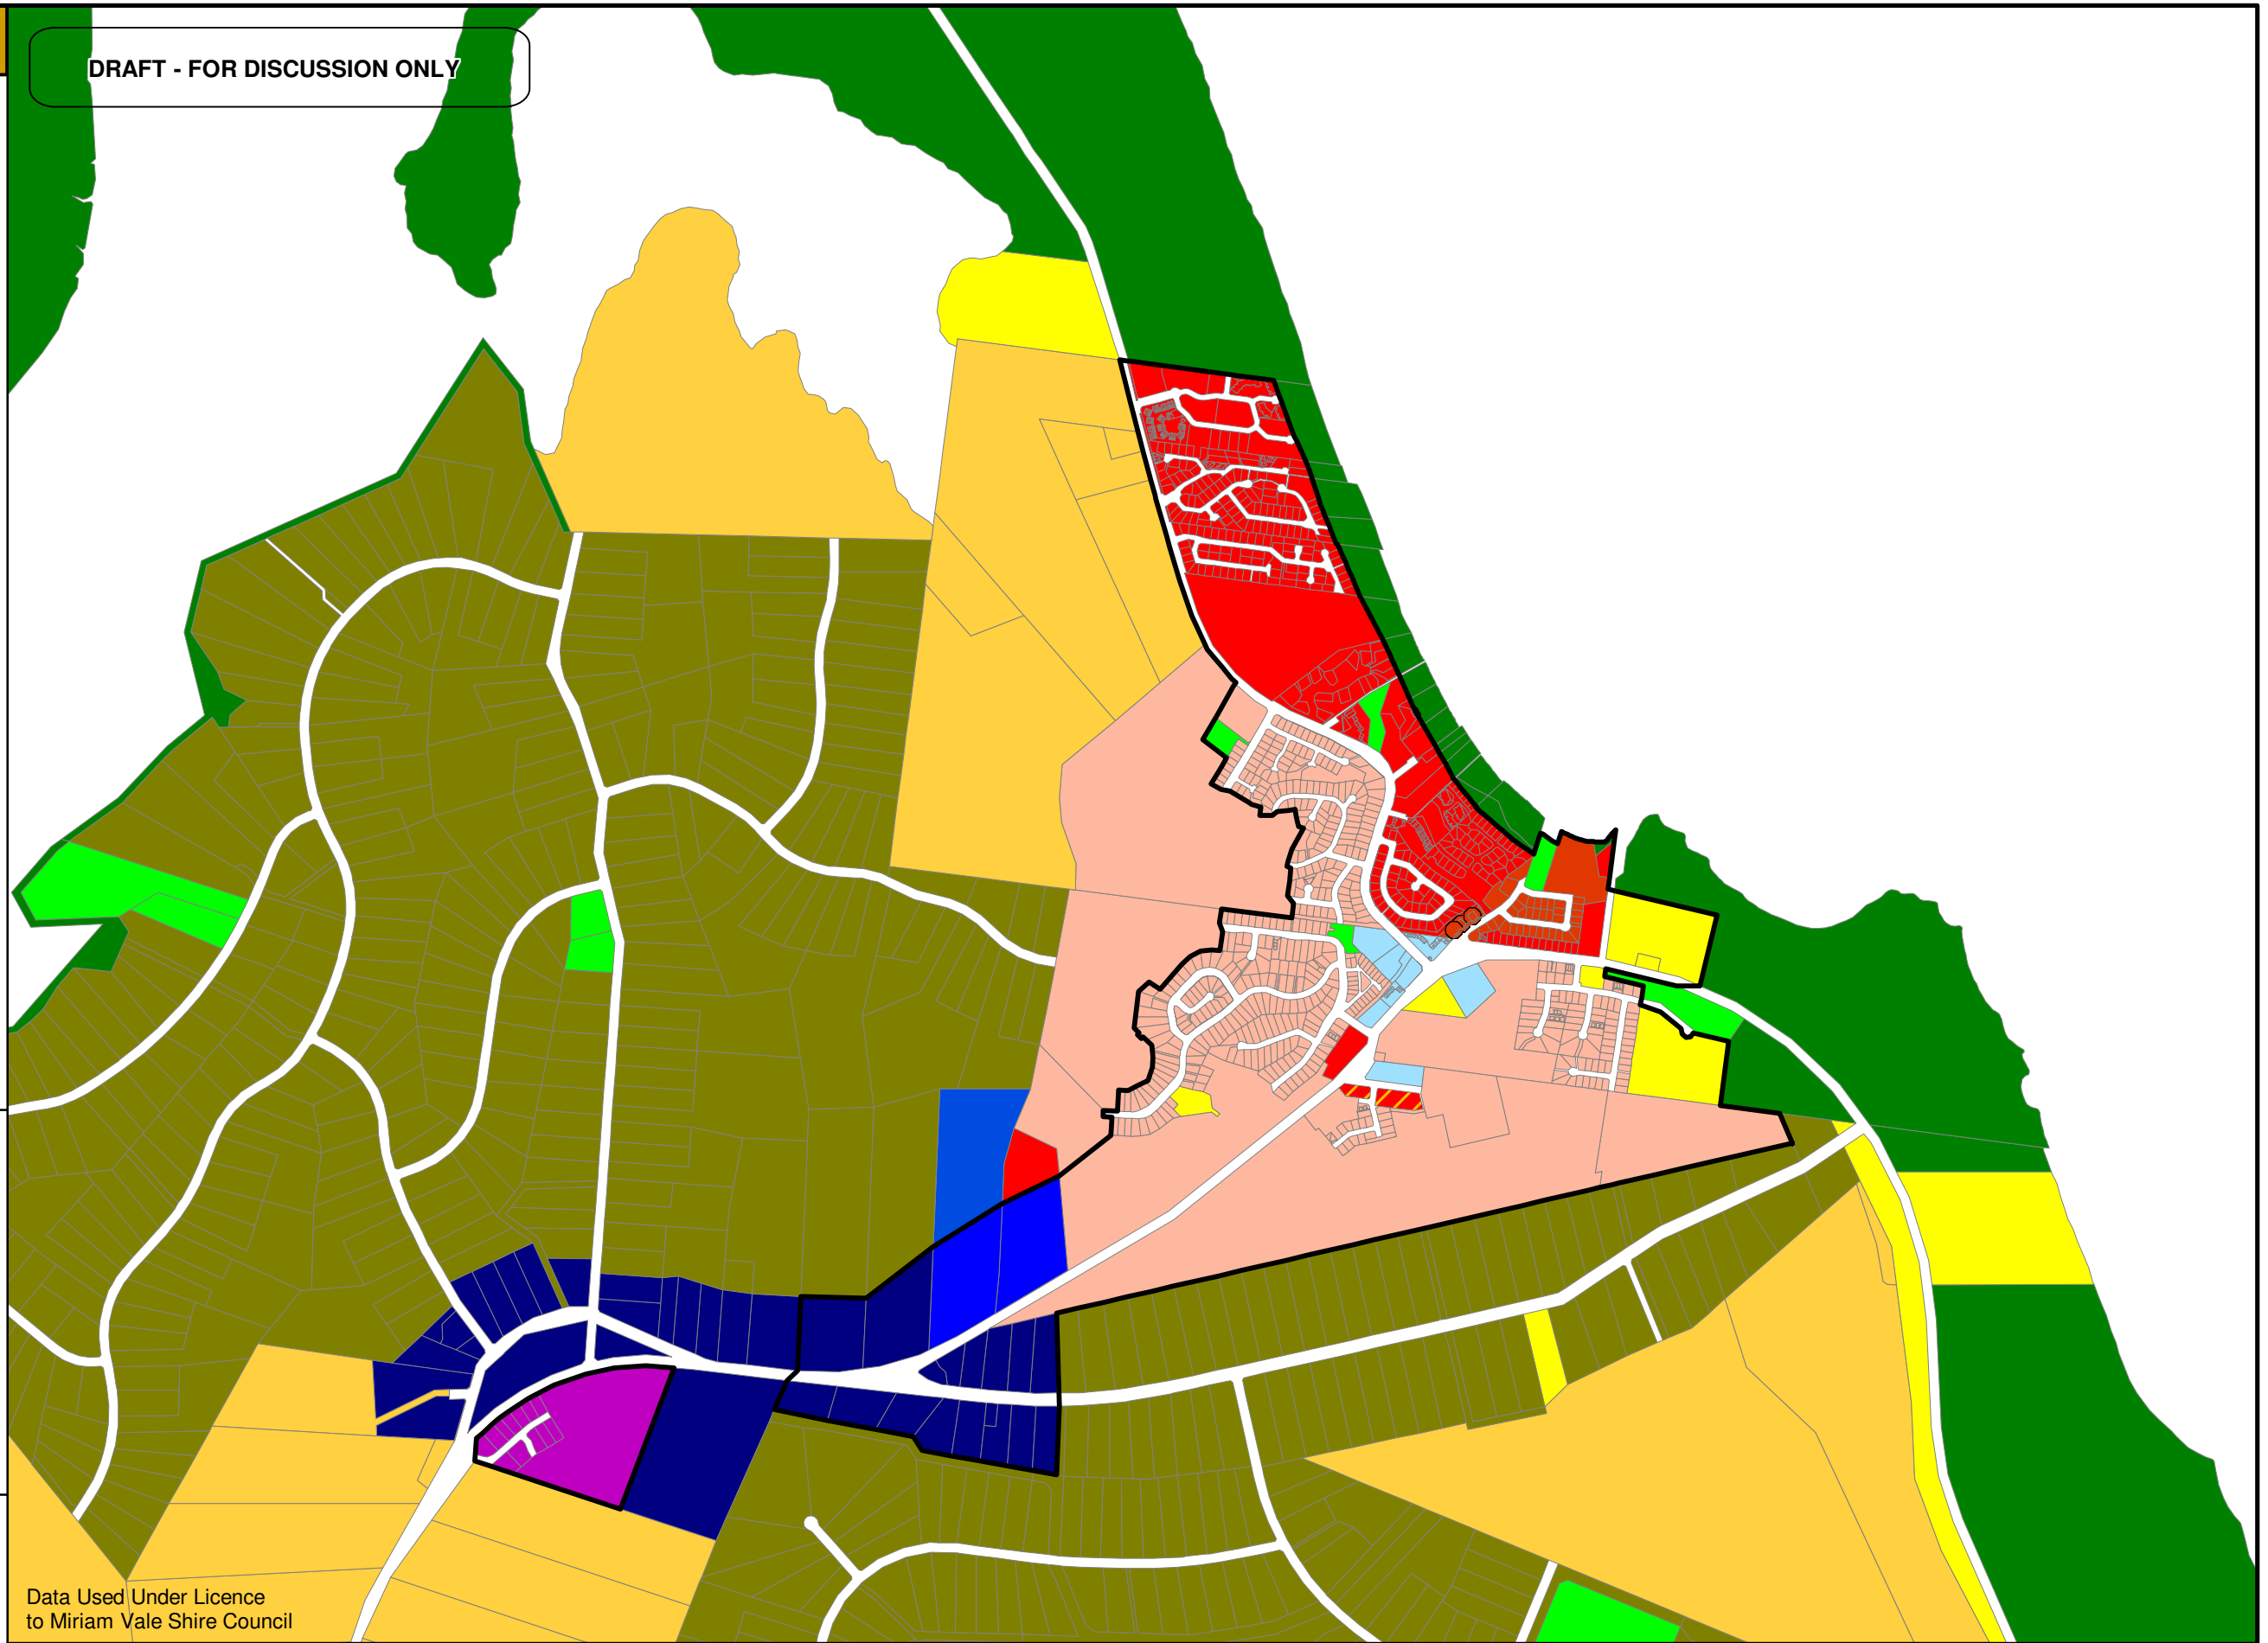 DRAFT - FOR DISCUSSION ONLY
Data Used Under Licence
to Miriam Vale Shire Council